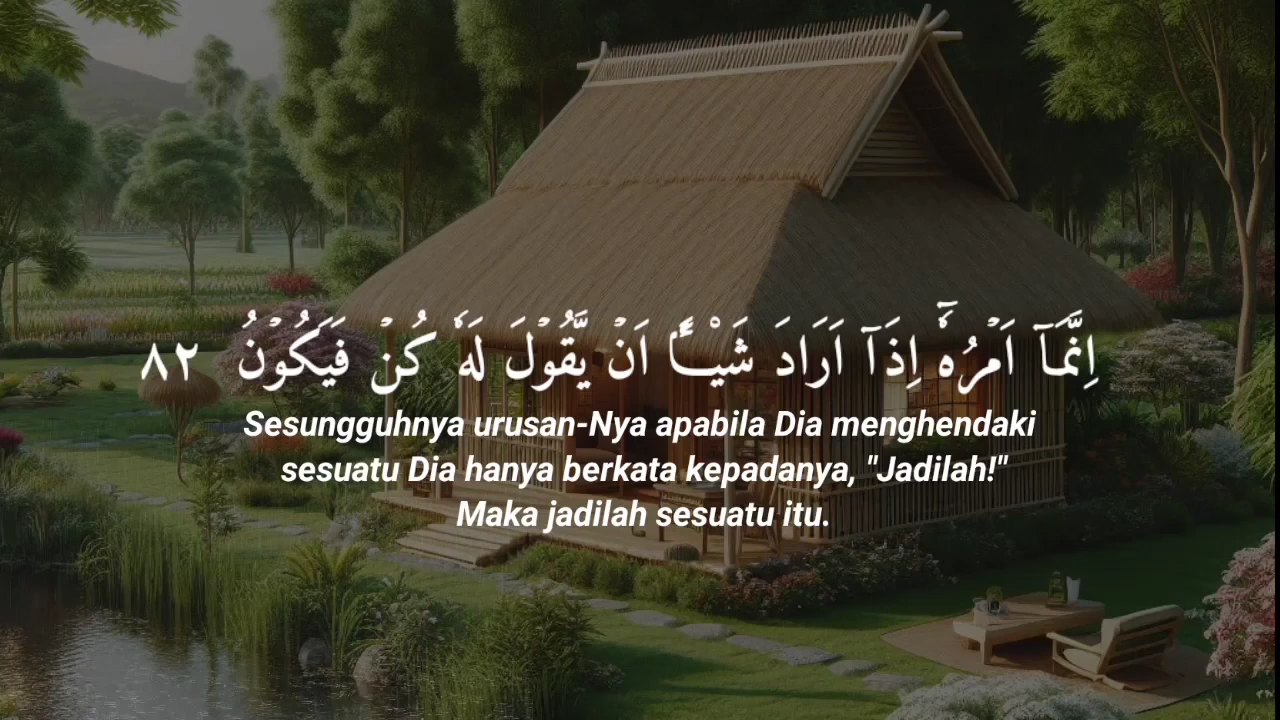 اِنَّمَآ اَمْرُهٗٓ اِذَآ اَرَادَ شَيْـًٔا اَنْ يَّقُوْلَ لَهٗ كُنْ فَيَكُوْنُ ٨٢
Sesungguhnya urusan-Nya apabila Dia menghendaki
sesuatu Dia hanya berkata kepadanya, "Jadilah!"
Maka jadilah sesuatu itu.